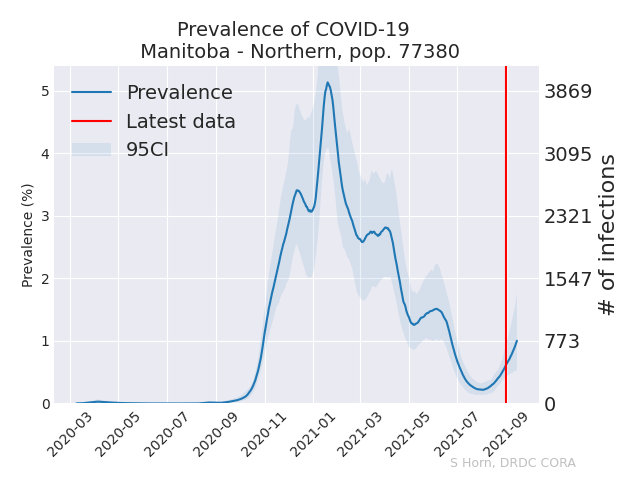 Prevalence of COVID-19
Manitoba - Northern, pop. 77380
Prevalence
Latest data
95CI
Prevalence (%)
5
4
3
2
1
0
3869
3095
2321
1547
773
0
# of infections
2020-03
2020-05
2020-07
2020-09
2020-11
2021-01
2021-03
2021-05
2021-07
2021-09
S Horn, DRDC CORA